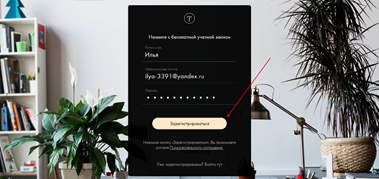 Начните с бесплатной учетной записи
Ваше имя
Илья
Электронная почта
ilya-3391@yandex.ru
Пароль
Зарегистрироваться
Нажимая кнопку «Зарегистрироваться», Вы принимаете
условия Пользовательского соглашения.
Уже зарегистрированы? Войти тут